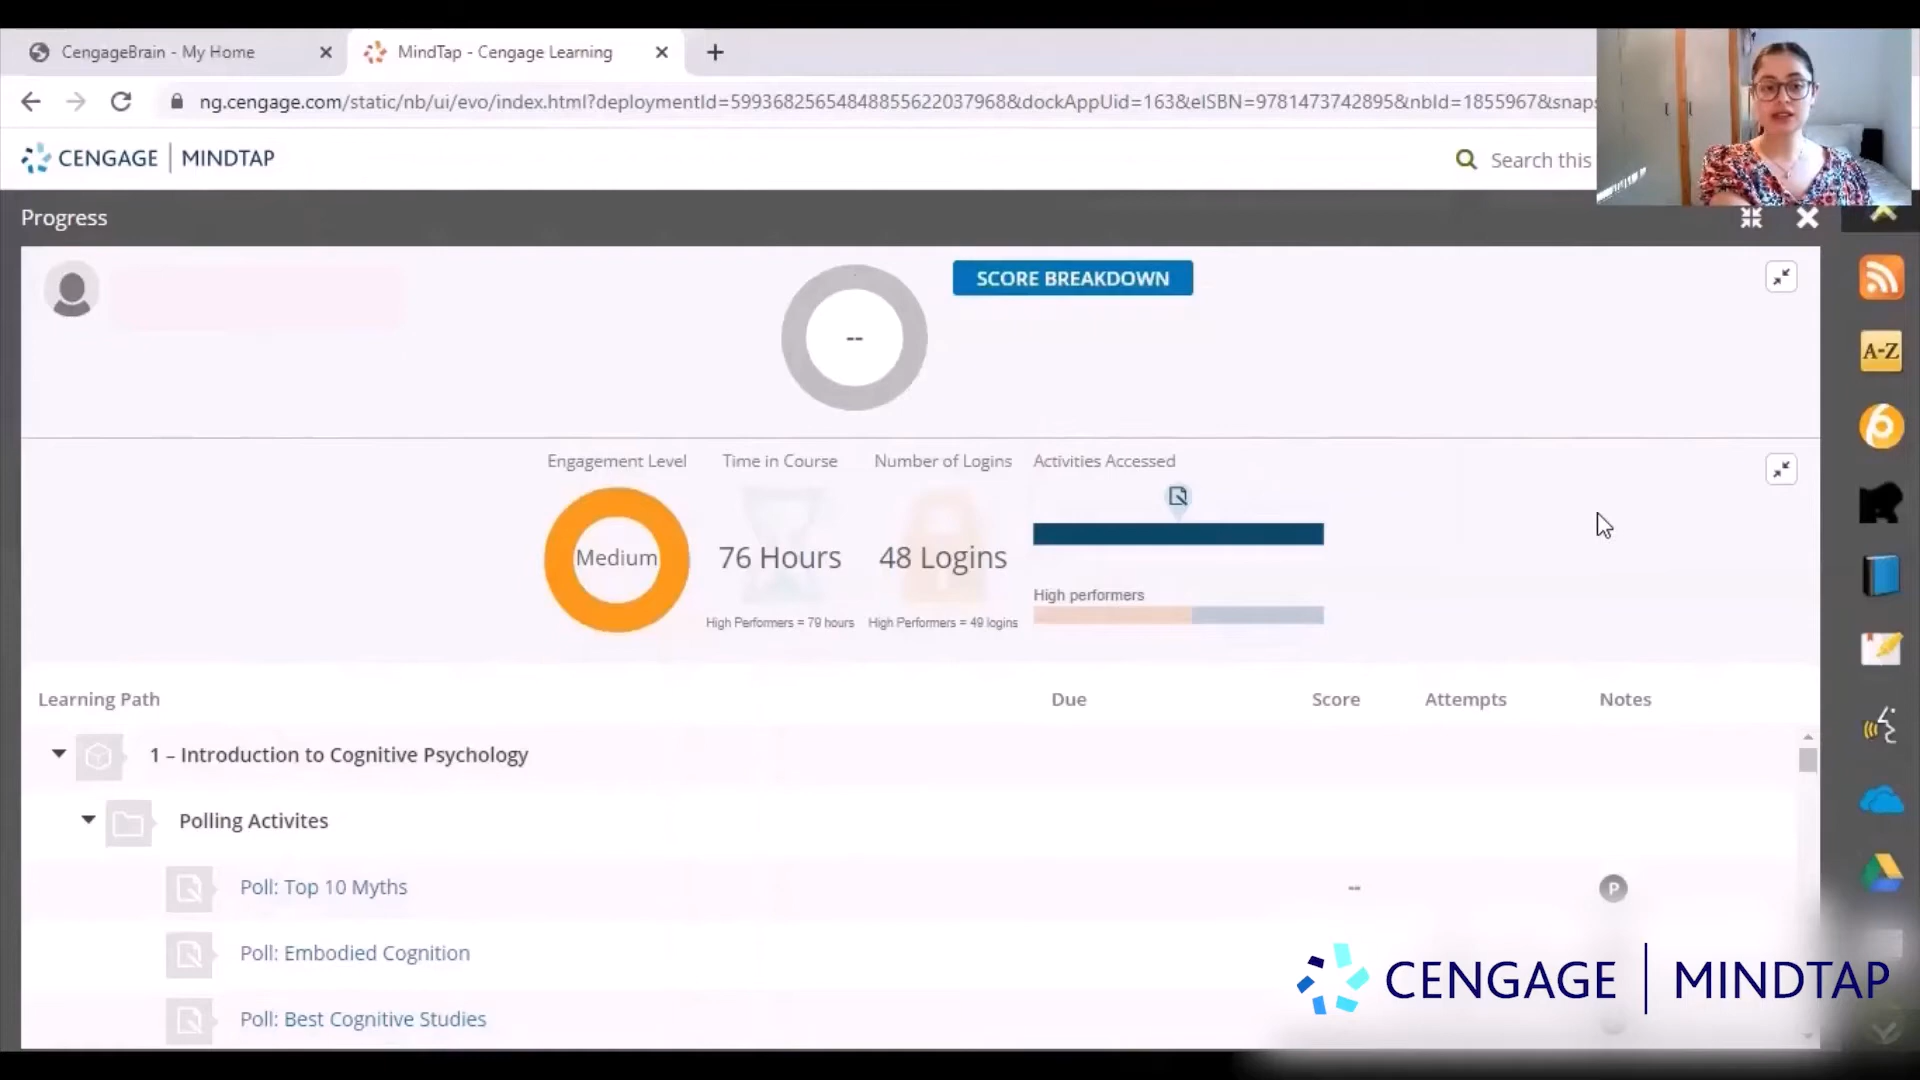 CengageBrain - My Home
MindTap - Cengage Learning
ng.cengage.com/static/nb/ui/evo/index.html?deploymentId=59936825654848855622037968&dockAppUid=163&eISBN=9781473742895&nbId=1855967&snaps
CENGAGE | MINDTAP
Search this
Progress
SCORE BREAKDOWN
--
Engagement Level
Time in Course
Number of Logins
Activities Accessed
Medium
76 Hours
48 Logins
High performers
High Performers = 79 hours
High Performers = 49 logins
Learning Path
Due
Score
Attempts
Notes
1 – Introduction to Cognitive Psychology
Polling Activites
Poll: Top 10 Myths
--
P
Poll: Embodied Cognition
Poll: Best Cognitive Studies
A-Z
CENGAGE | MINDTAP